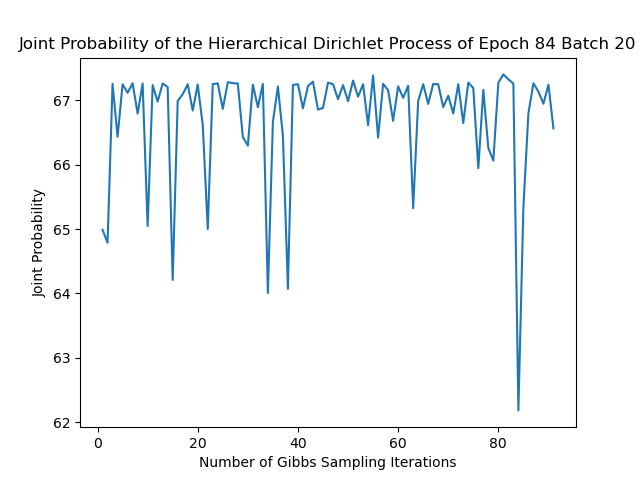 Joint Probability of the Hierarchical Dirichlet Process of Epoch 84 Batch 20
67
66
65
64
63
62
Joint Probability
0 20 40 60 80
Number of Gibbs Sampling Iterations